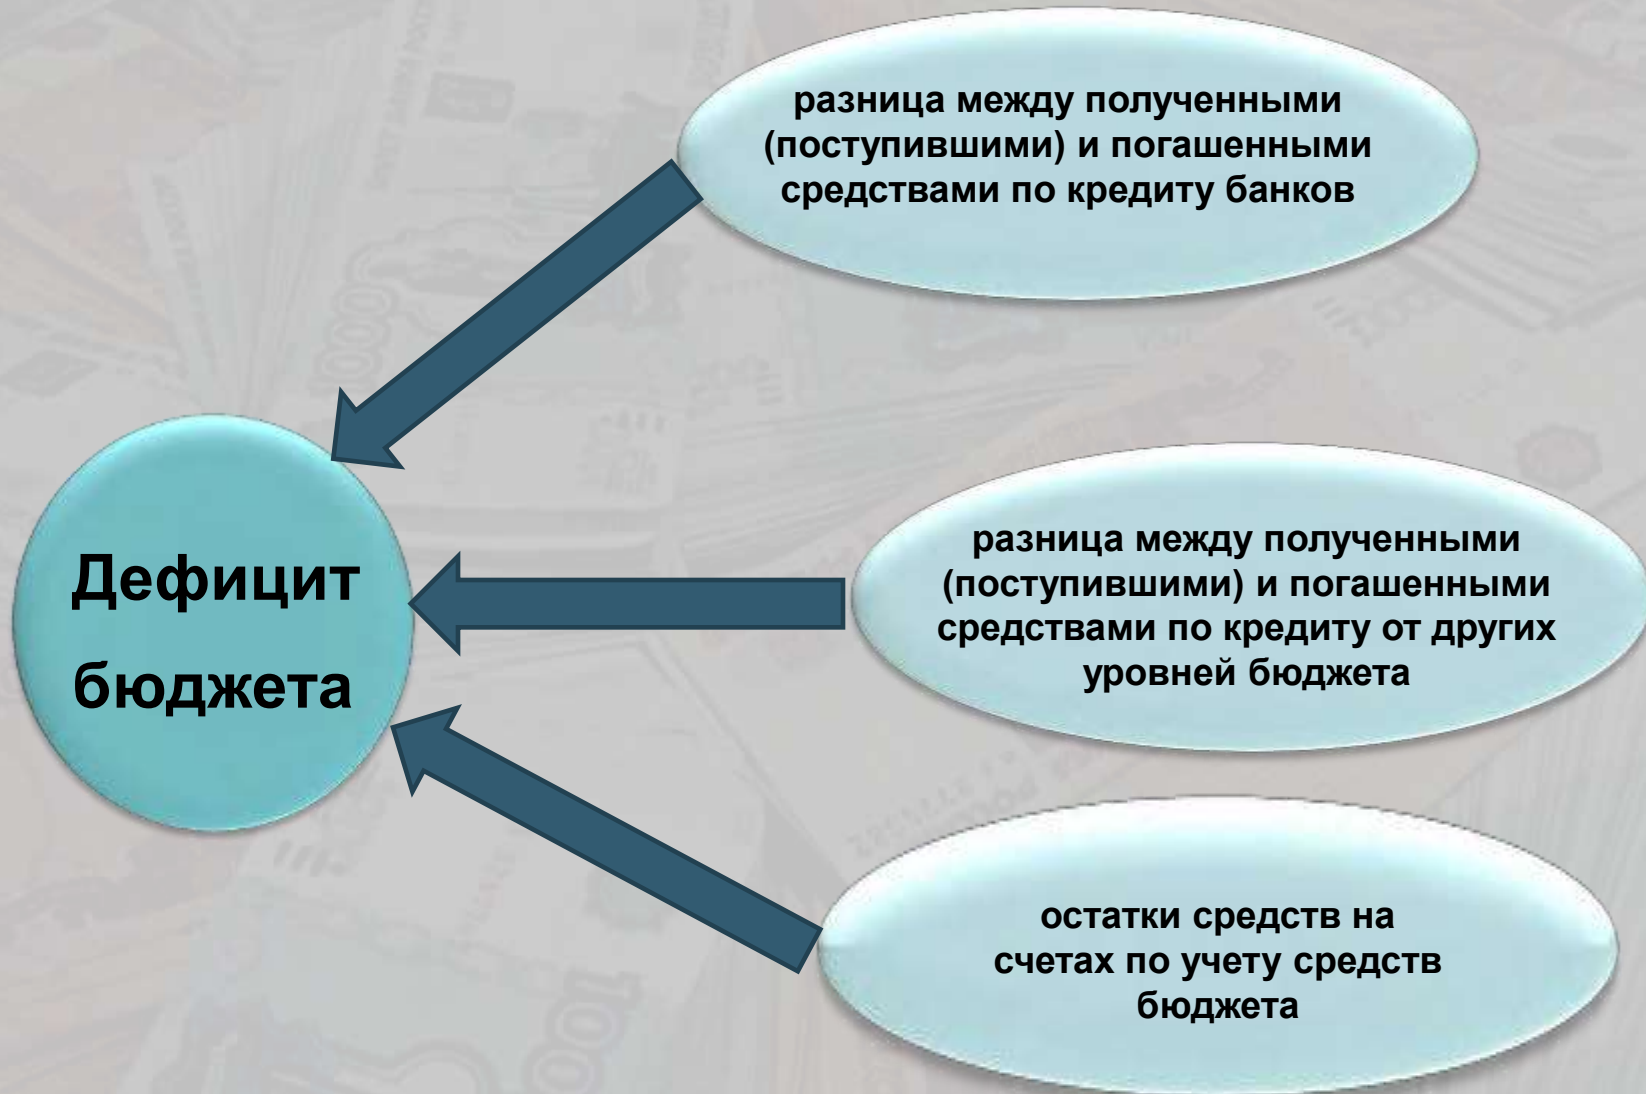 разница между полученными
(поступившими) и погашенными
средствами по кредиту банков
Дефицит
бюджета
разница между полученными
(поступившими) и погашенными
средствами по кредиту от других
уровней бюджета
остатки средств на
счетах по учету средств
бюджета